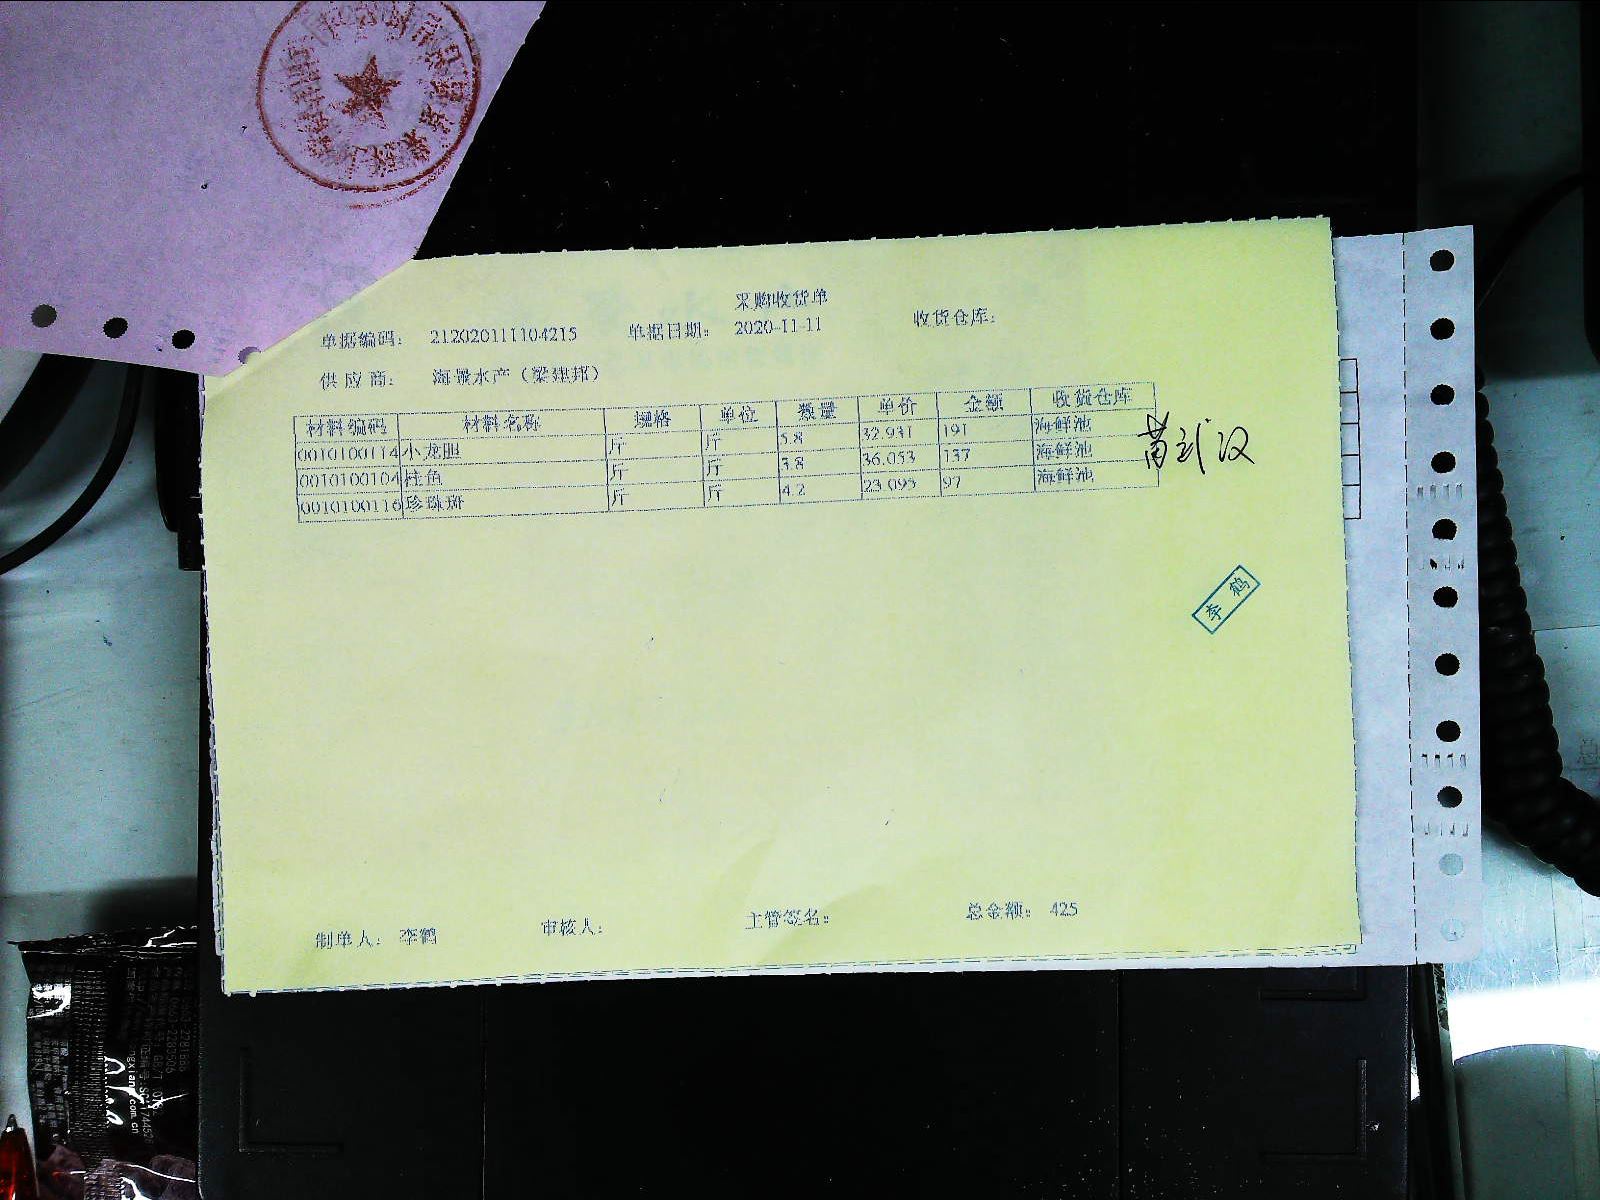 采购收货单
单据编码： 212020111104215 单据日期： 2020-11-11 收货仓库：
供应商： 海景水产（梁建邦）
材料编码 材料名称 规格 单位 数量 单价 金额 收货仓库
0010100114 小龙胆 斤 斤 5.8 32.931 191 海鲜池
0010100104 桂鱼 斤 斤 3.8 36.053 137 海鲜池
0010100116 珍珠斑 斤 斤 4.2 23.095 97 海鲜池
苗武汉
李鹤
制单人： 李鹤 审核人： 主管签名： 总金额： 425